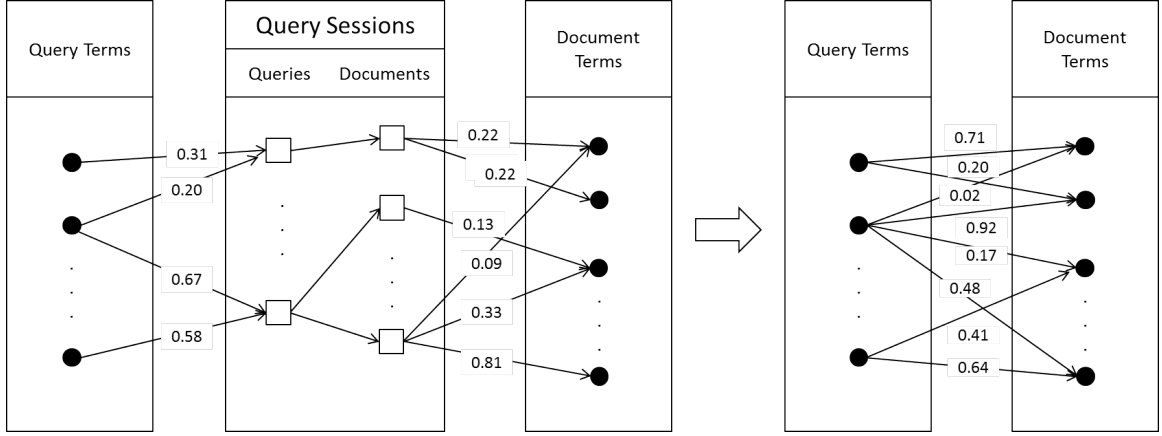 Query Terms
Query Sessions
Queries
Documents
Document
Terms
0.31
0.20
0.67
0.58
0.22
0.22
0.13
0.09
0.33
0.81
Query Terms
Document
Terms
0.71
0.20
0.02
0.92
0.17
0.48
0.41
0.64